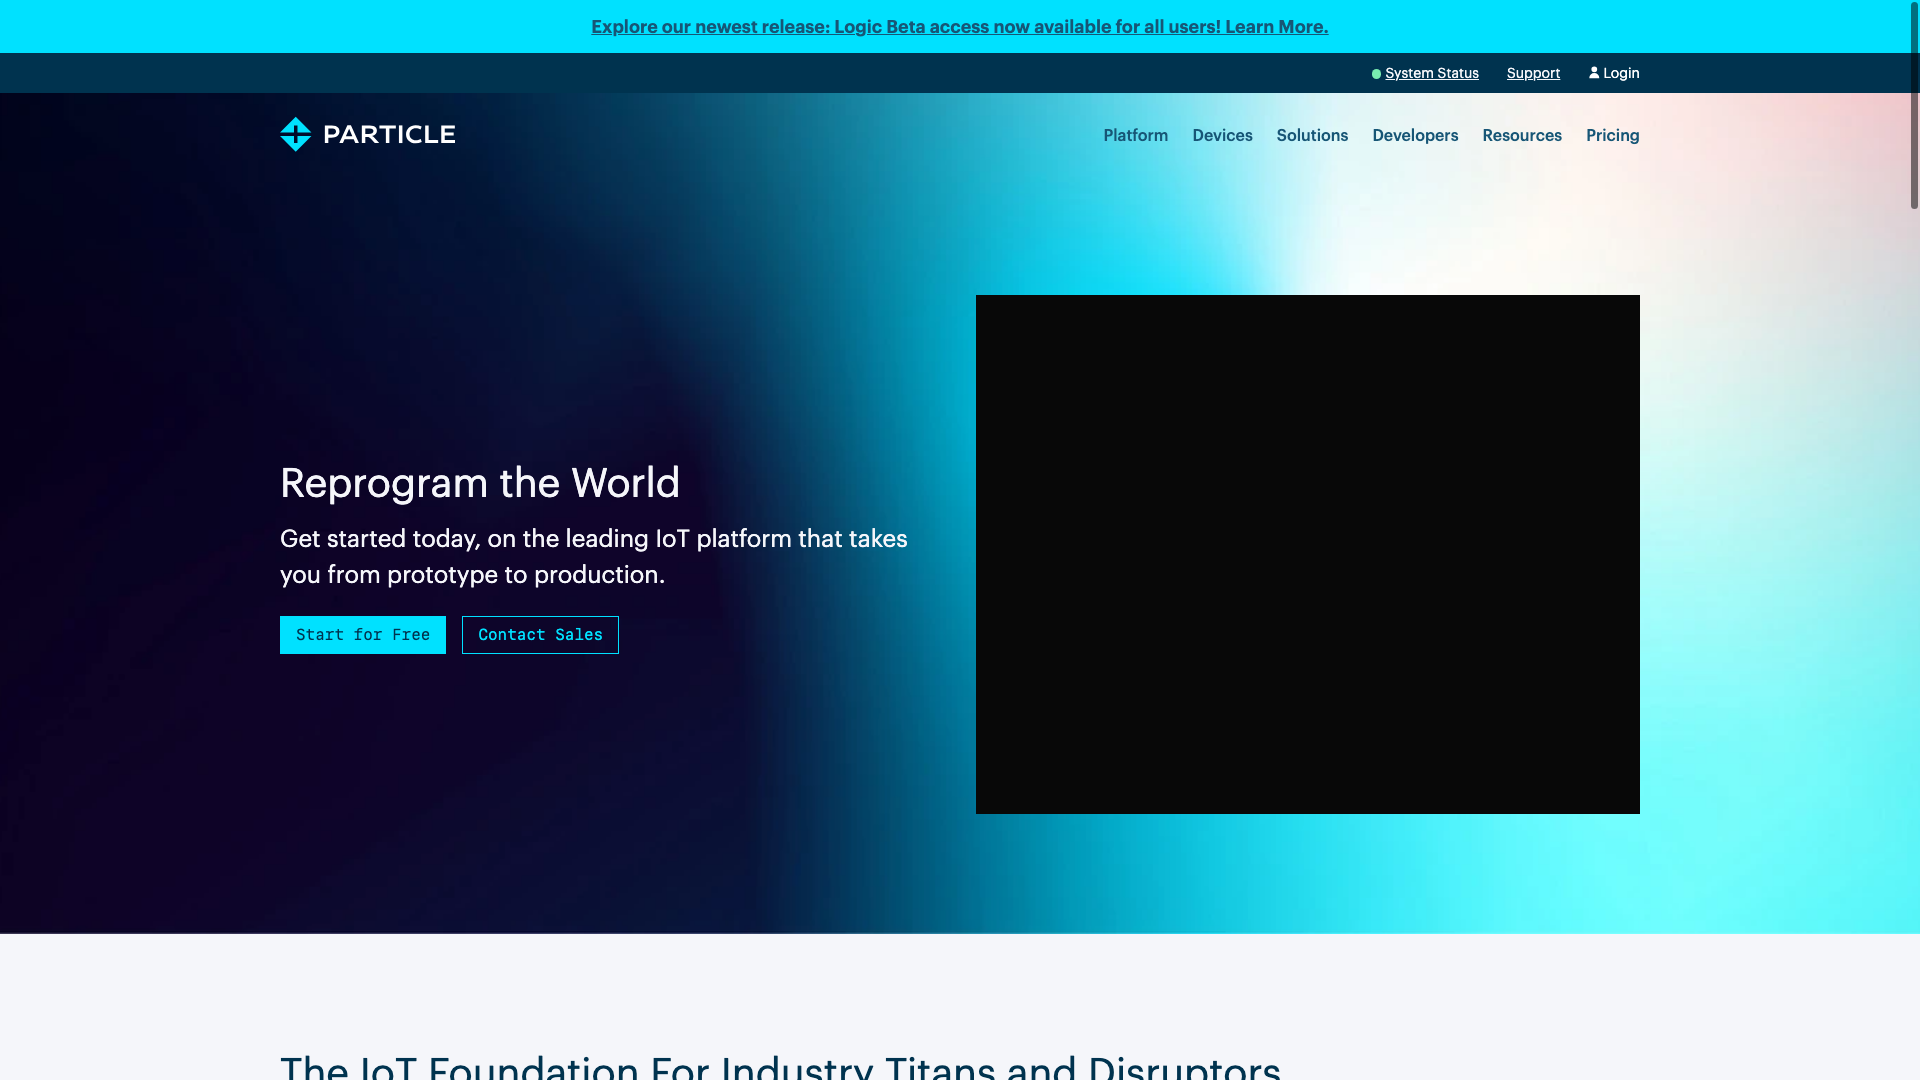 Explore our newest release: Logic Beta access now available for all users! Learn More.
System Status
Support
Login
PARTICLE
Platform
Devices
Solutions
Developers
Resources
Pricing
Reprogram the World
Get started today, on the leading IoT platform that takes
you from prototype to production.
Start for Free
Contact Sales
The IoT Foundation For Industry Titans and Disruptors